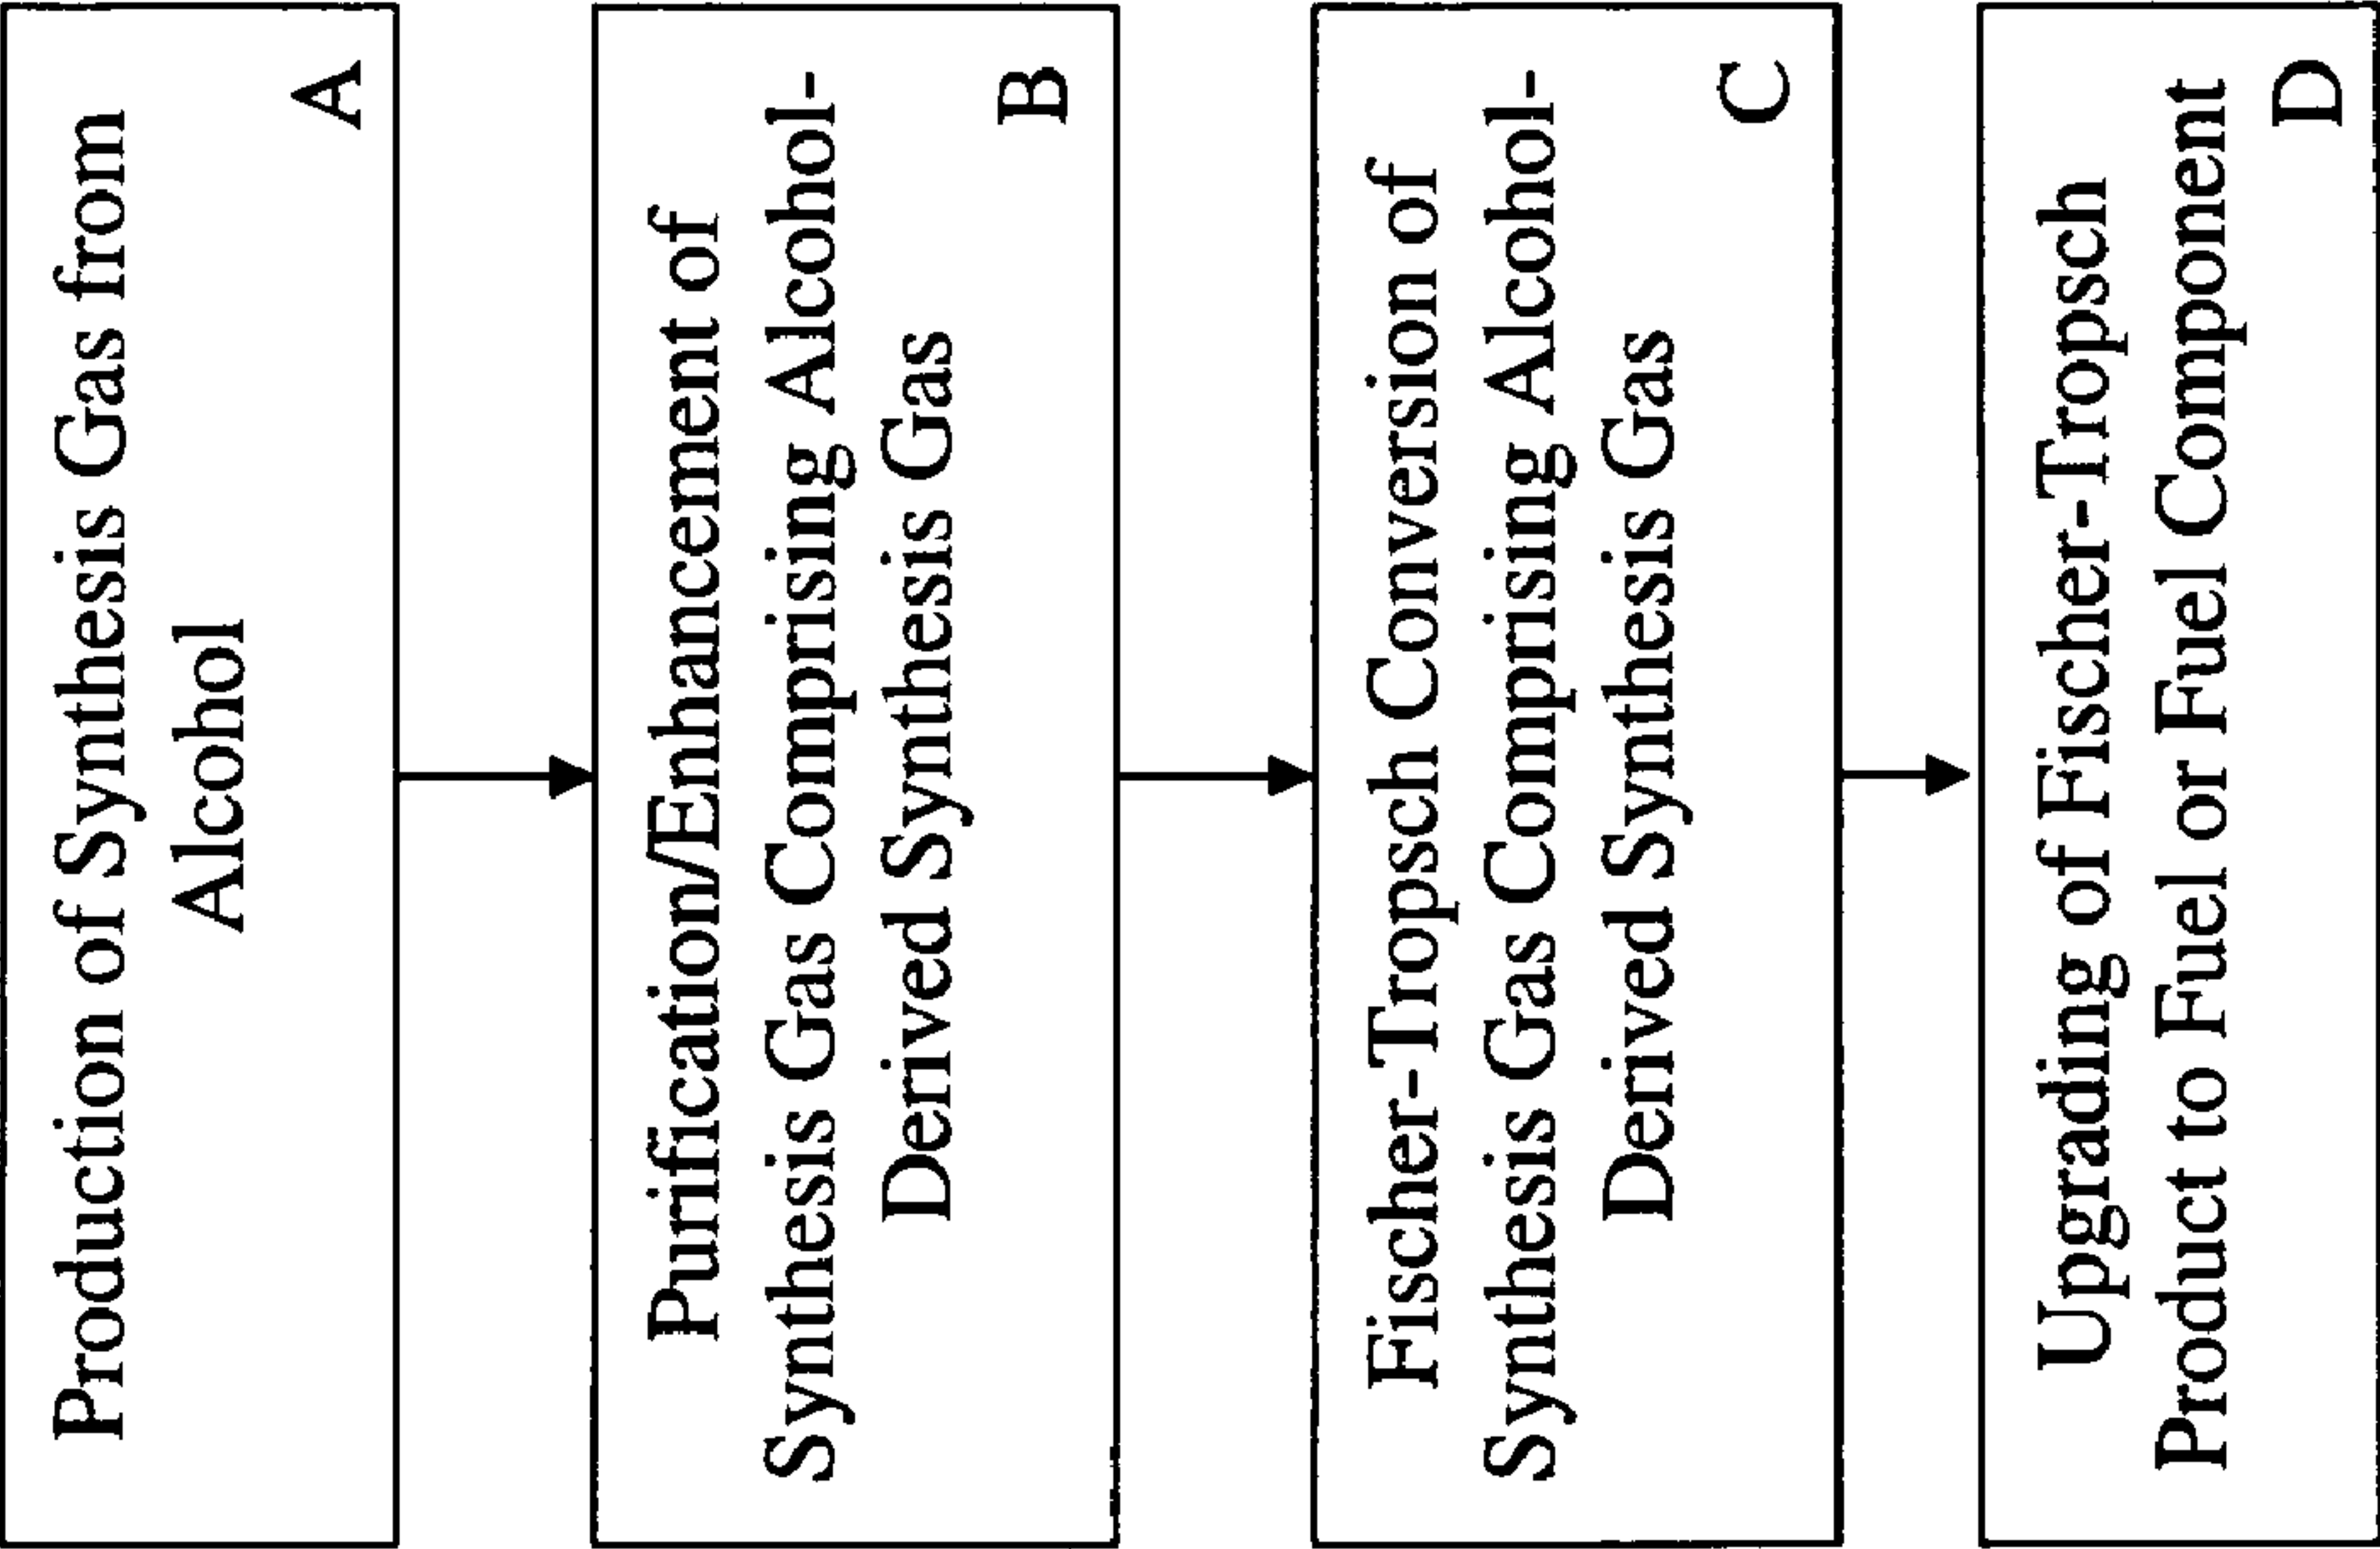 Production of Synthesis Gas from
Alcohol
A
Purification/Enhancement of
Synthesis Gas Comprising Alcohol-
Derived Synthesis Gas
B
Fischer-Tropsch Conversion of
Synthesis Gas Comprising Alcohol-
Derived Synthesis Gas
C
Upgrading of Fischer-Tropsch
Product to Fuel or Fuel Component
D